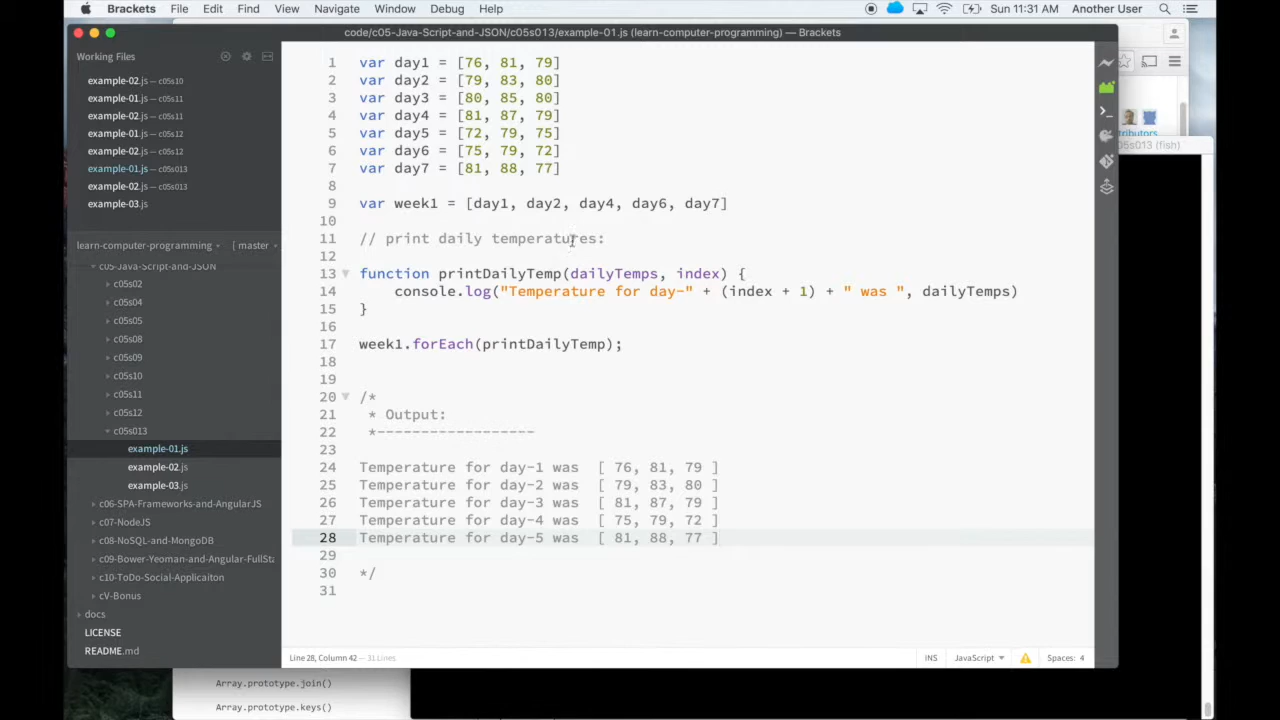 Brackets File Edit Find View Navigate Window Debug Help Sun 11:31 AM Another User
code/c05-Java-Script-and-JSON/c05s013/example-01.js (learn-computer-programming) — Brackets
Working Files
example-02.js — c05s10
example-01.js — c05s11
example-02.js — c05s11
example-01.js — c05s12
example-02.js — c05s12
example-01.js — c05s013
example-02.js — c05s013
example-03.js
learn-computer-programming [ master
c05-Java-Script-and-JSON
c05s02
c05s04
c05s05
c05s08
c05s09
c05s10
c05s11
c05s12
c05s013
example-01.js
example-02.js
example-03.js
c06-SPA-Frameworks-and-AngularJS
c07-NodeJS
c08-NoSQL-and-MongoDB
c09-Bower-Yeoman-and-Angular-FullSta
c10-ToDo-Social-Applicaiton
cV-Bonus
docs
LICENSE
README.md
1 var day1 = [76, 81, 79]
2 var day2 = [79, 83, 80]
3 var day3 = [80, 85, 80]
4 var day4 = [81, 87, 79]
5 var day5 = [72, 79, 75]
6 var day6 = [75, 79, 72]
7 var day7 = [81, 88, 77]
8
9 var week1 = [day1, day2, day4, day6, day7]
10
11 // print daily temperatures:
12
13 function printDailyTemp(dailyTemps, index) {
14 console.log("Temperature for day-" + (index + 1) + " was ", dailyTemps)
15 }
16
17 week1.forEach(printDailyTemp);
18
19
20 /*
21 * Output:
22 *------------------
23
24 Temperature for day-1 was [ 76, 81, 79 ]
25 Temperature for day-2 was [ 79, 83, 80 ]
26 Temperature for day-3 was [ 81, 87, 79 ]
27 Temperature for day-4 was [ 75, 79, 72 ]
28 Temperature for day-5 was [ 81, 88, 77 ]
29
30 */
31
Line 28, Column 42 — 31 Lines
INS JavaScript Spaces: 4
tributors
05s013 (fish)
Array.prototype.join()
Array.prototype.keys()